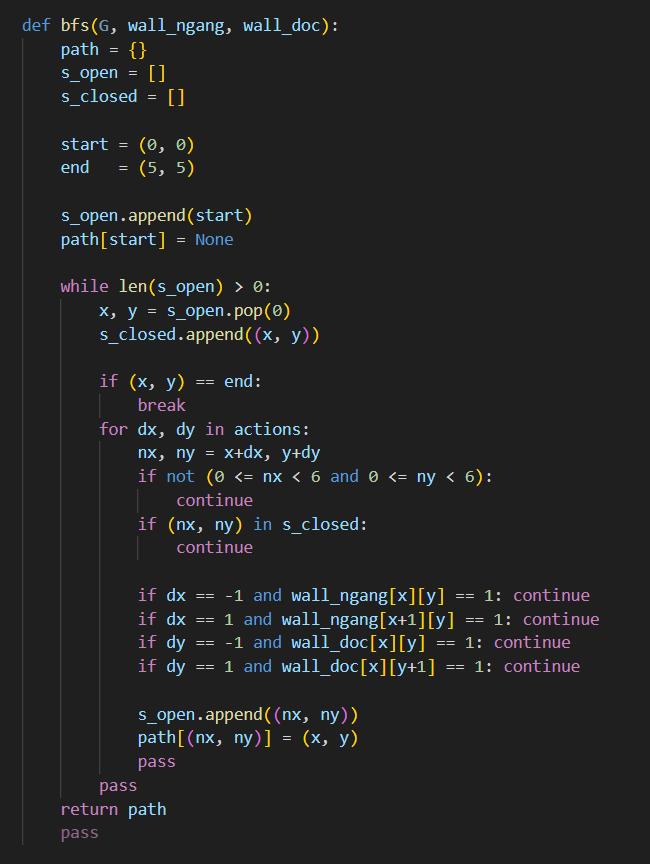 def bfs(G, wall_ngang, wall_doc):
    path = {}
    s_open = []
    s_closed = []

    start = (0, 0)
    end   = (5, 5)

    s_open.append(start)
    path[start] = None

    while len(s_open) > 0:
        x, y = s_open.pop(0)
        s_closed.append((x, y))

        if (x, y) == end:
            break
        for dx, dy in actions:
            nx, ny = x+dx, y+dy
            if not (0 <= nx < 6 and 0 <= ny < 6):
                continue
            if (nx, ny) in s_closed:
                continue

            if dx == -1 and wall_ngang[x][y] == 1: continue
            if dx == 1 and wall_ngang[x+1][y] == 1: continue
            if dy == -1 and wall_doc[x][y] == 1: continue
            if dy == 1 and wall_doc[x][y+1] == 1: continue

            s_open.append((nx, ny))
            path[(nx, ny)] = (x, y)
            pass
        pass
    return path
    pass